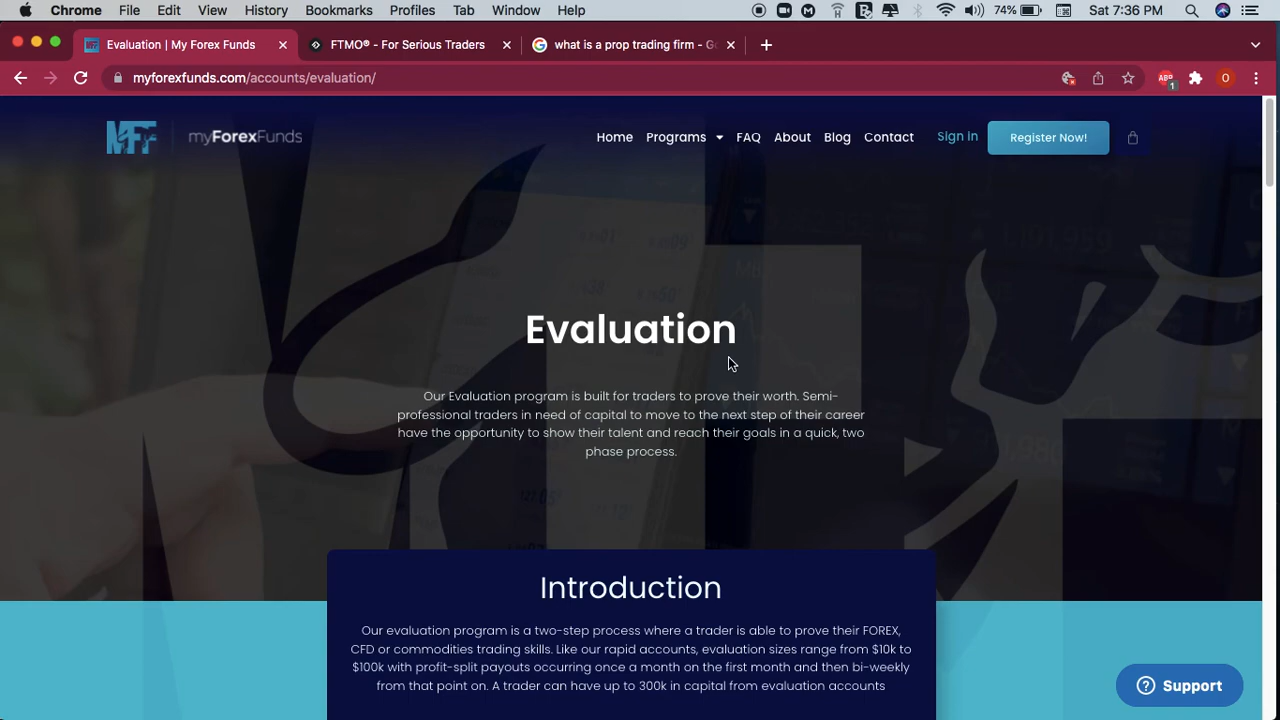 Chrome File Edit View History Bookmarks Profiles Tab Window Help 74% Sat 7:36 PM
Evaluation | My Forex Funds FTMO® - For Serious Traders what is a prop trading firm - Go
myforexfunds.com/accounts/evaluation/
ABP 1 O
MFF myForexFunds Home Programs FAQ About Blog Contact Sign in Register Now!
Evaluation
Our Evaluation program is built for traders to prove their worth. Semi-
professional traders in need of capital to move to the next step of their career
have the opportunity to show their talent and reach their goals in a quick, two
phase process.
Introduction
Our evaluation program is a two-step process where a trader is able to prove their FOREX,
CFD or commodities trading skills. Like our rapid accounts, evaluation sizes range from $10k to
$100k with profit-split payouts occurring once a month on the first month and then bi-weekly
from that point on. A trader can have up to 300k in capital from evaluation accounts
Support